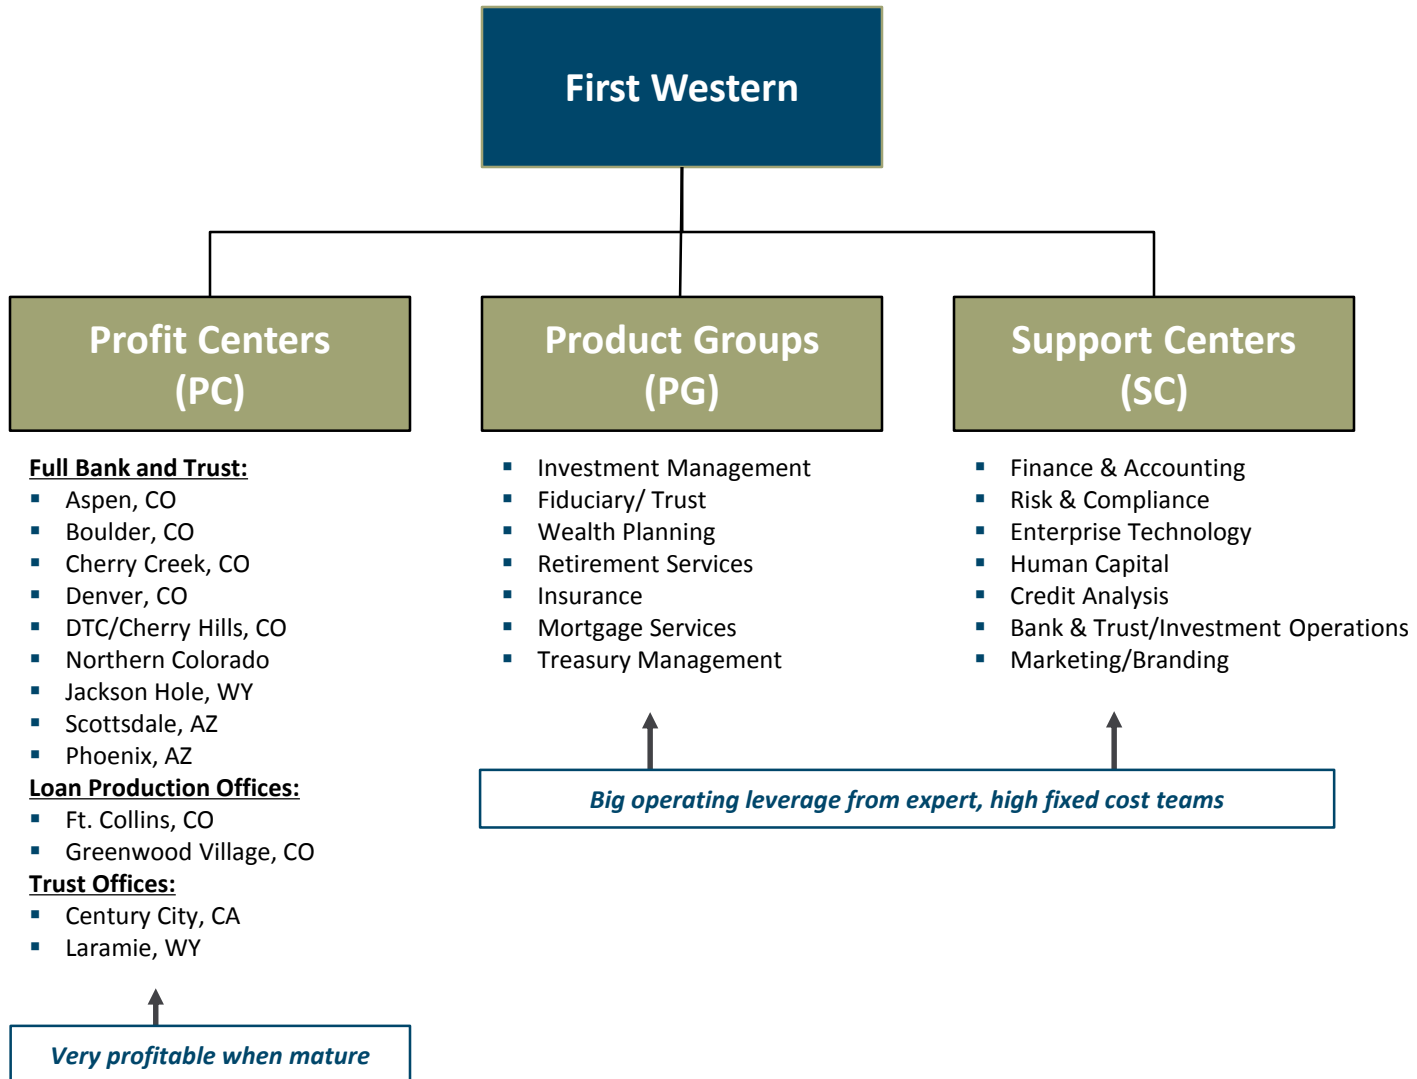 First Western
Profit Centers
(PC)
Full Bank and Trust:
Aspen, CO
Boulder, CO
Cherry Creek, CO
Denver, CO
DTC/Cherry Hills, CO
Northern Colorado
Jackson Hole, WY
Scottsdale, AZ
Phoenix, AZ
Loan Production Offices:
Ft. Collins, CO
Greenwood Village, CO
Trust Offices:
Century City, CA
Laramie, WY
Very profitable when mature
Product Groups
(PG)
Investment Management
Fiduciary/ Trust
Wealth Planning
Retirement Services
Insurance
Mortgage Services
Treasury Management
Support Centers
(SC)
Finance & Accounting
Risk & Compliance
Enterprise Technology
Human Capital
Credit Analysis
Bank & Trust/Investment Operations
Marketing/Branding
Big operating leverage from expert, high fixed cost teams